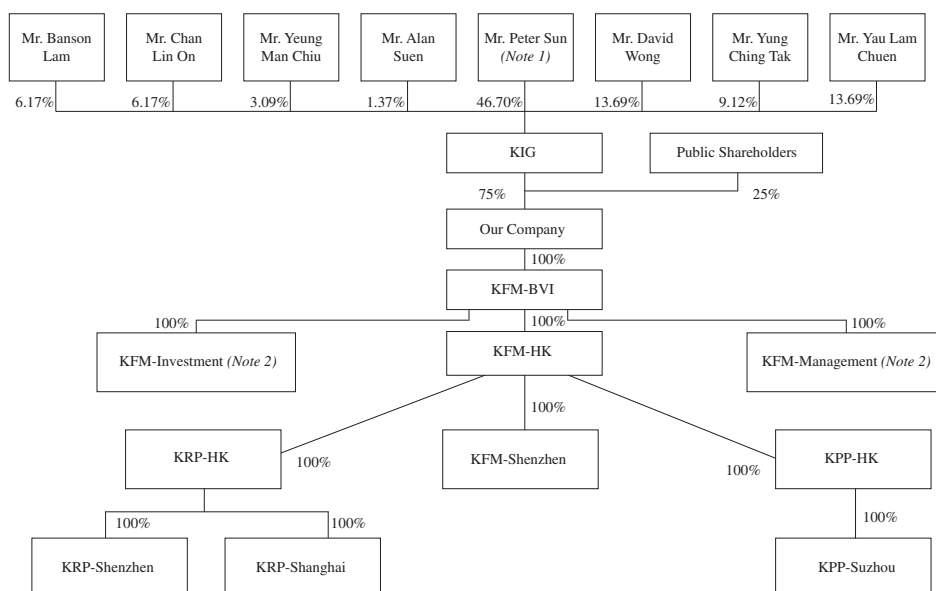 Mr. Banson
Lam
Mr. Chan
Lin On
Mr. Yeung
Man Chiu
Mr. Alan
Suen
Mr. Peter Sun
(Note 1)
Mr. David
Wong
Mr. Yung
Ching Tak
Mr. Yau Lam
Chuen
6.17%
6.17%
3.09%
1.37%
46.70%
13.69%
9.12%
13.69%
KIG
Public Shareholders
75%
25%
Our Company
100%
KFM-BVI
100%
100%
100%
KFM-Investment (Note 2)
KFM-HK
KFM-Management (Note 2)
100%
KRP-HK
100%
KFM-Shenzhen
100%
KPP-HK
100%
100%
100%
KRP-Shenzhen
KRP-Shanghai
KPP-Suzhou